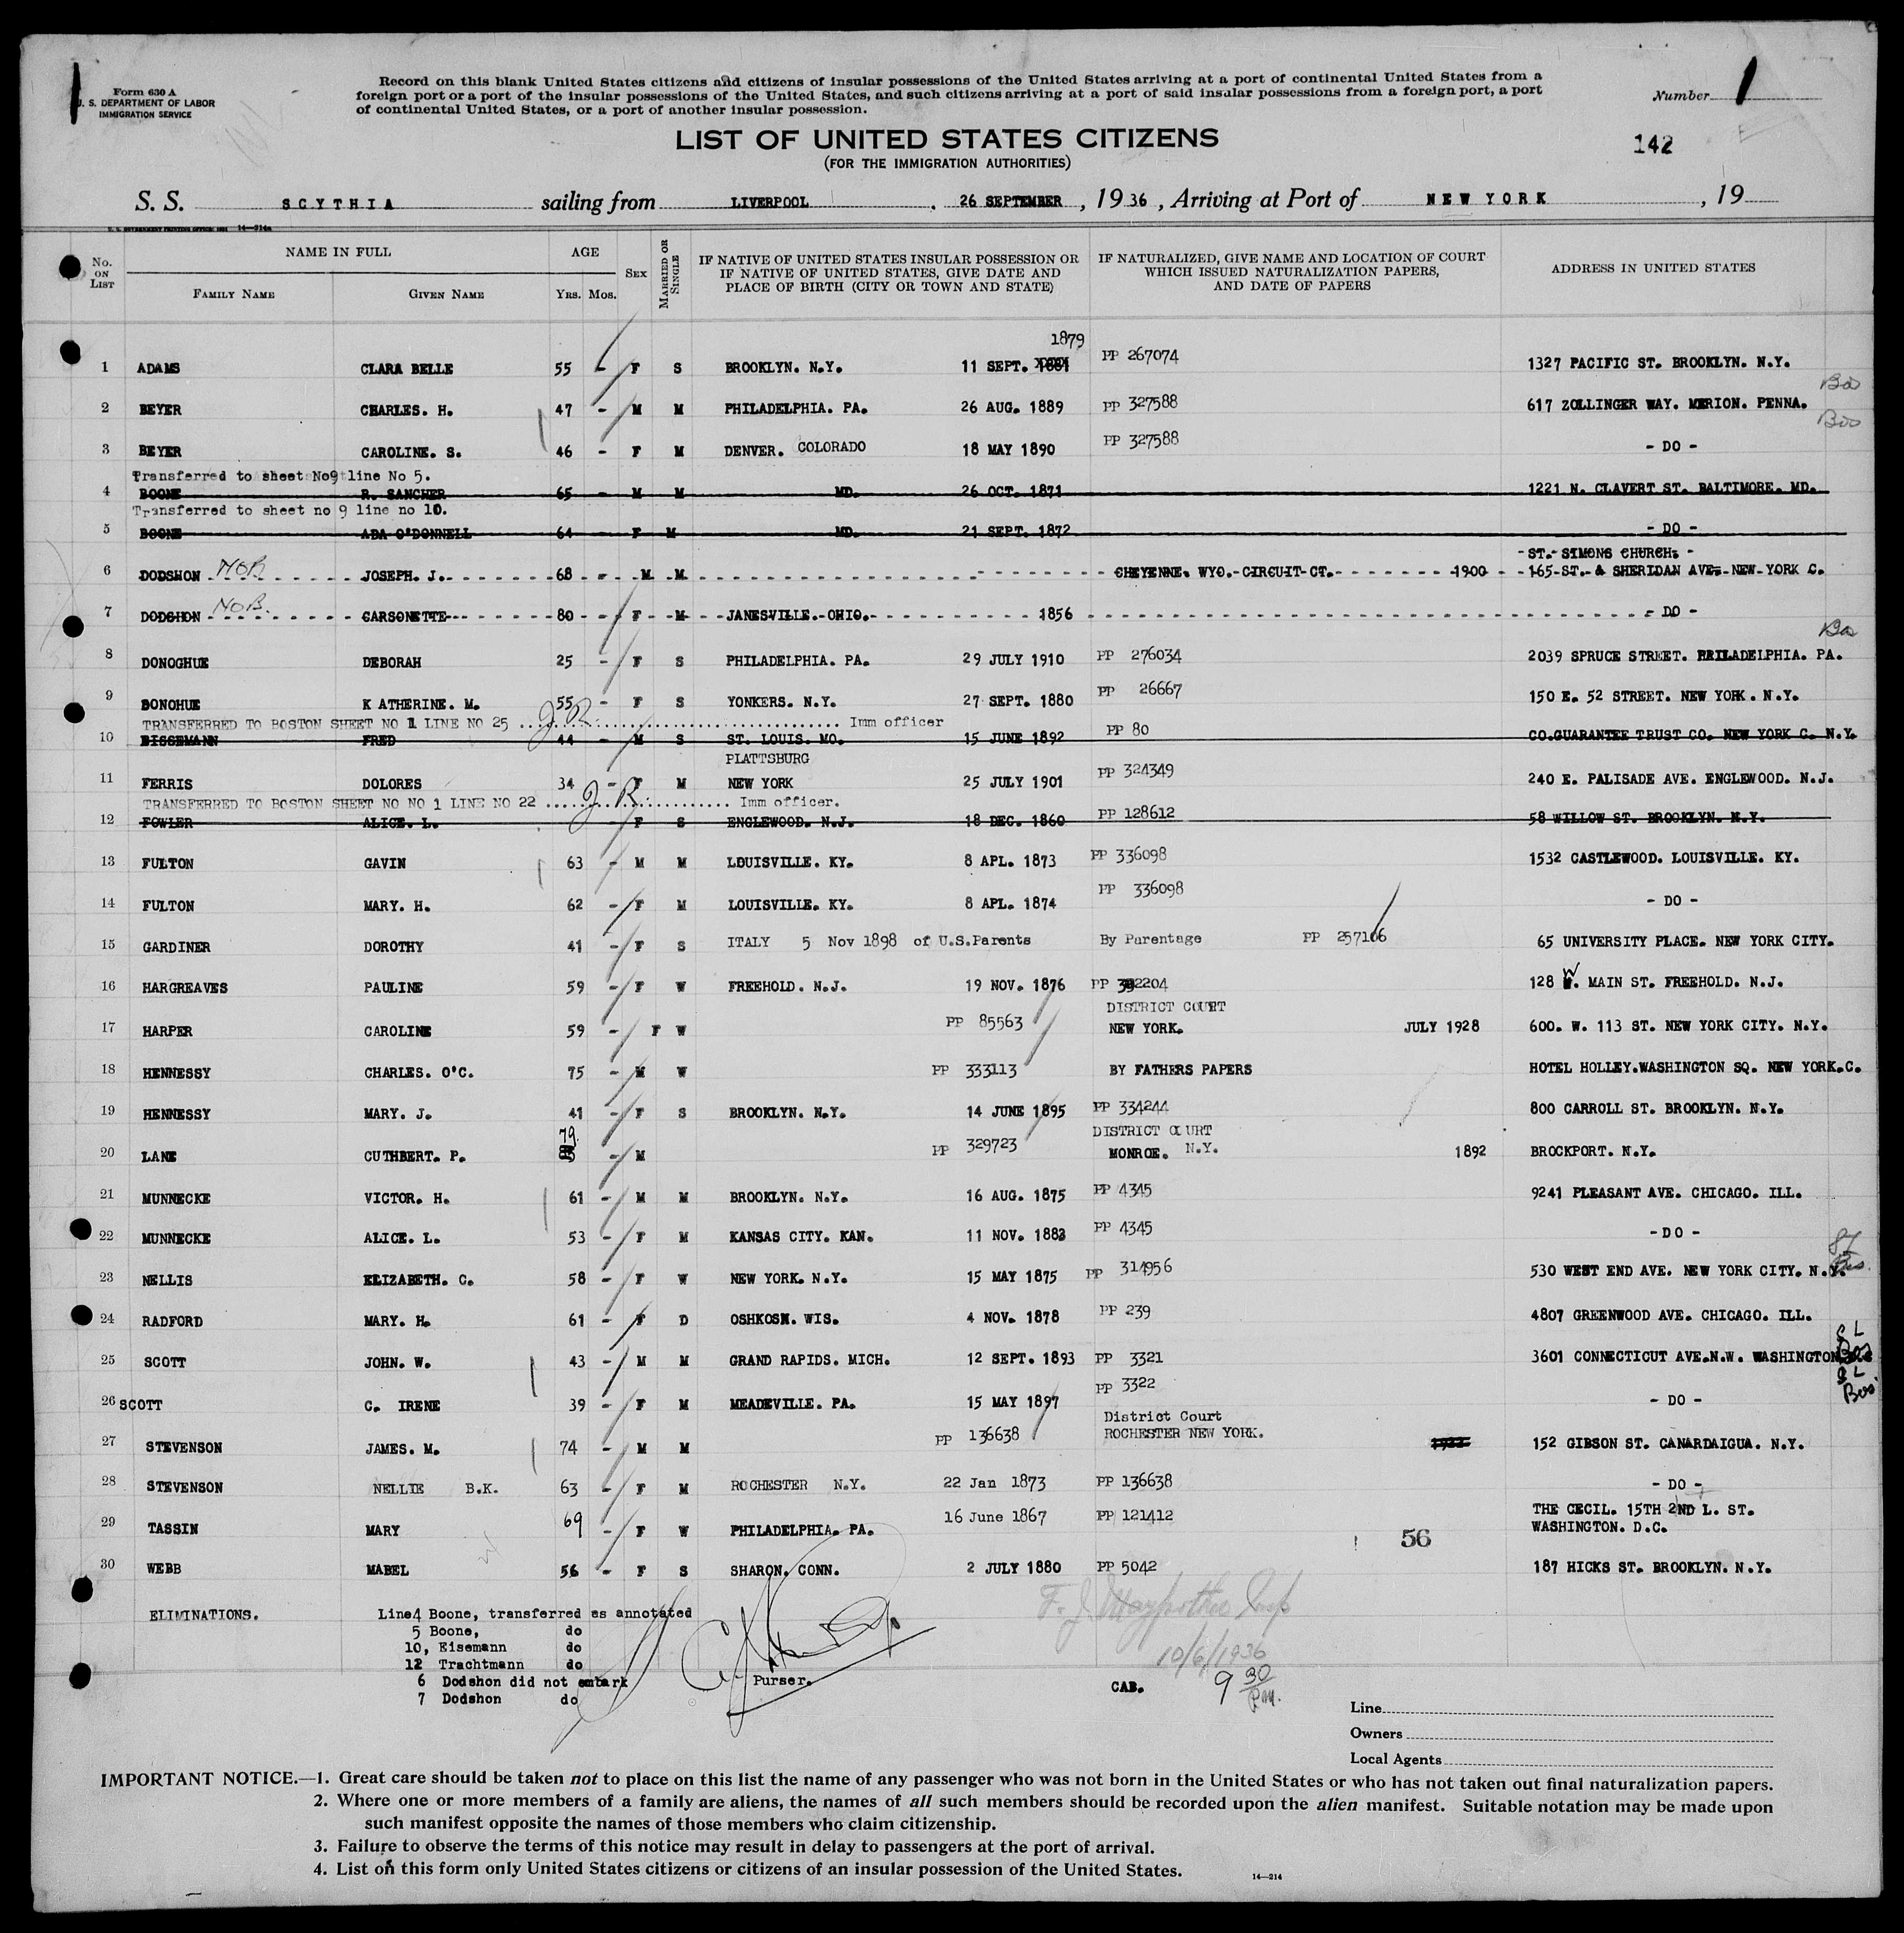 Form 630 A
U. S. DEPARTMENT OF LABOR
IMMIGRATION SERVICE
Record on this blank United States citizens and citizens of insular possessions of the United States arriving at a port of continental United States from a
foreign port or a port of the insular possessions of the United States, and such citizens arriving at a port of said insular possessions from a foreign port, a port
of continental United States, or a port of another insular possession.
Number 1
LIST OF UNITED STATES CITIZENS
(FOR THE IMMIGRATION AUTHORITIES)
142
S. S. SCYTHIA sailing from LIVERPOOL, 26 SEPTEMBER, 1936, Arriving at Port of NEW YORK, 19
U. S. GOVERNMENT PRINTING OFFICE: 1931 14—214a
No. ON LIST
NAME IN FULL
FAMILY NAME GIVEN NAME
AGE
YRS. MOS.
SEX
MARRIED OR SINGLE
IF NATIVE OF UNITED STATES INSULAR POSSESSION OR
IF NATIVE OF UNITED STATES, GIVE DATE AND
PLACE OF BIRTH (CITY OR TOWN AND STATE)
IF NATURALIZED, GIVE NAME AND LOCATION OF COURT
WHICH ISSUED NATURALIZATION PAPERS,
AND DATE OF PAPERS
ADDRESS IN UNITED STATES
1879
1 ADAMS CLARA BELLE 55 - F S BROOKLYN. N.Y. 11 SEPT. 1881 PP 267074 1327 PACIFIC ST. BROOKLYN. N.Y.
2 BEYER CHARLES. H. 47 - M M PHILADELPHIA. PA. 26 AUG. 1889 PP 327588 617 ZOLLINGER WAY. MERION. PENNA.
3 BEYER CAROLINE. S. 46 - F M DENVER. COLORADO 18 MAY 1890 PP 327588 - DO -
Transferred to sheet No9 line No 5.
4 BOONE R. SANCHER 65 - M M MD. 26 OCT. 1871 1221 N. CLAVERT ST. BALTIMORE. MD.
Transferred to sheet no 9 line no 10.
5 BOONE ADA O'DONNELL 64 - F M MD. 21 SEPT. 1872 - DO -
ST. SIMONS CHURCH.
6 DODSHON NOB JOSEPH. J. 68 - M M CHEYENNE. WYO. CIRCUIT CT. 1900 165 ST. & SHERIDAN AVE. NEW YORK C.
7 DODSHON NOB. CARSONETTE 80 - F M JANESVILLE. OHIO. 1856 - DO -
8 DONOGHUE DEBORAH 25 - F S PHILADELPHIA. PA. 29 JULY 1910 PP 276034 2039 SPRUCE STREET. PHILADELPHIA. PA.
9 DONOHUE K ATHERINE. M. 55 - F S YONKERS. N.Y. 27 SEPT. 1880 PP 26667 150 E. 52 STREET. NEW YORK. N.Y.
TRANSFERRED TO BOSTON SHEET NO 1 LINE NO 25 Imm officer
10 EISSEMANN FRED 44 - M S ST. LOUIS. MO. 15 JUNE 1892 PP 80 CO.GUARANTEE TRUST CO. NEW YORK C. N.Y.
PLATTSBURG
11 FERRIS DOLORES 34 - F M NEW YORK 25 JULY 1901 PP 324349 240 E. PALISADE AVE. ENGLEWOOD. N.J.
TRANSFERRED TO BOSTON SHEET NO NO 1 LINE NO 22 Imm officer.
12 FOWLER ALICE. L. F S ENGLEWOOD. N.J. 18 DEC. 1860 PP 128612 58 WILLOW ST. BROOKLYN. N.Y.
13 FULTON GAVIN 63 - M M LOUISVILLE. KY. 8 APL. 1873 PP 336098 1532 CASTLEWOOD. LOUISVILLE. KY.
14 FULTON MARY. H. 62 - F M LOUISVILLE. KY. 8 APL. 1874 PP 336098 - DO -
15 GARDINER DOROTHY 41 - F S ITALY 5 Nov 1898 of U.S.Parents By Parentage PP 257166 65 UNIVERSITY PLACE. NEW YORK CITY.
16 HARGREAVES PAULINE 59 - F W FREEHOLD. N.J. 19 NOV. 1876 PP 392204 128 W. MAIN ST. FREEHOLD. N.J.
DISTRICT COURT
17 HARPER CAROLINE 59 - F W PP 85563 NEW YORK. JULY 1928 600. W. 113 ST. NEW YORK CITY. N.Y.
18 HENNESSY CHARLES. O'C. 75 - M W PP 333113 BY FATHERS PAPERS HOTEL HOLLEY.WASHINGTON SQ. NEW YORK.C.
19 HENNESSY MARY. J. 41 - F S BROOKLYN. N.Y. 14 JUNE 1895 PP 334244 800 CARROLL ST. BROOKLYN. N.Y.
DISTRICT COURT
20 LANE CUTHBERT. P. 79 - M PP 329723 MONROE. N.Y. 1892 BROCKPORT. N.Y.
21 MUNNECKE VICTOR. H. 61 - M M BROOKLYN. N.Y. 16 AUG. 1875 PP 4345 9241 PLEASANT AVE. CHICAGO. ILL.
22 MUNNECKE ALICE. L. 53 - F M KANSAS CITY. KAN. 11 NOV. 1883 PP 4345 - DO -
23 NELLIS ELIZABETH. C. 58 - F W NEW YORK. N.Y. 15 MAY 1875 PP 314956 530 WEST END AVE. NEW YORK CITY. N.Y.
24 RADFORD MARY. H. 61 - F D OSHKOSH. WIS. 4 NOV. 1878 PP 239 4807 GREENWOOD AVE. CHICAGO. ILL.
25 SCOTT JOHN. W. 43 - M M GRAND RAPIDS. MICH. 12 SEPT. 1893 PP 3321 3601 CONNECTICUT AVE.N.W. WASHINGTON
26 SCOTT C. IRENE 39 - F M MEADEVILLE. PA. 15 MAY 1897 PP 3322 - DO -
District Court
27 STEVENSON JAMES. M. 74 - M M PP 136638 ROCHESTER NEW YORK. 152 GIBSON ST. CANARDAIGUA. N.Y.
28 STEVENSON NELLIE B.K. 63 - F M ROCHESTER N.Y. 22 Jan 1873 PP 136638 - DO -
29 TASSIN MARY 69 - F W PHILADELPHIA. PA. 16 June 1867 PP 121412 THE CECIL. 15TH 2ND L. ST.
WASHINGTON. D.C.
56
30 WEBB MABEL 56 - F S SHARON. CONN. 2 JULY 1880 PP 5042 187 HICKS ST. BROOKLYN. N.Y.
ELIMINATIONS. Line4 Boone, transferred as annotated
5 Boone, do
10, Eisemann do
12 Trachtmann do
6 Dodshon did not embark
7 Dodshon do
Purser.
10/6/1936
CAB. 9 30 Pm.
Line
Owners
Local Agents
IMPORTANT NOTICE.—1. Great care should be taken not to place on this list the name of any passenger who was not born in the United States or who has not taken out final naturalization papers.
2. Where one or more members of a family are aliens, the names of all such members should be recorded upon the alien manifest. Suitable notation may be made upon
such manifest opposite the names of those members who claim citizenship.
3. Failure to observe the terms of this notice may result in delay to passengers at the port of arrival.
4. List on this form only United States citizens or citizens of an insular possession of the United States.
14—214